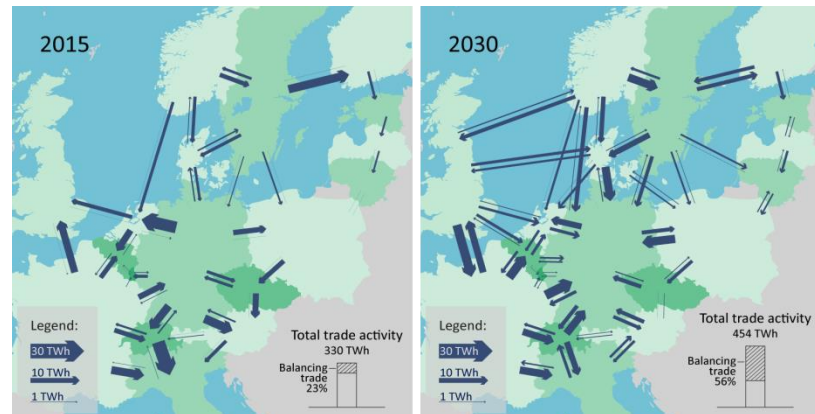 2015
Legend:
30 TWh
10 TWh
1 TWh
Total trade activity
330 TWh
Balancing
trade
23%
2030
Legend:
30 TWh
10 TWh
1 TWh
Total trade activity
454 TWh
Balancing
trade
56%